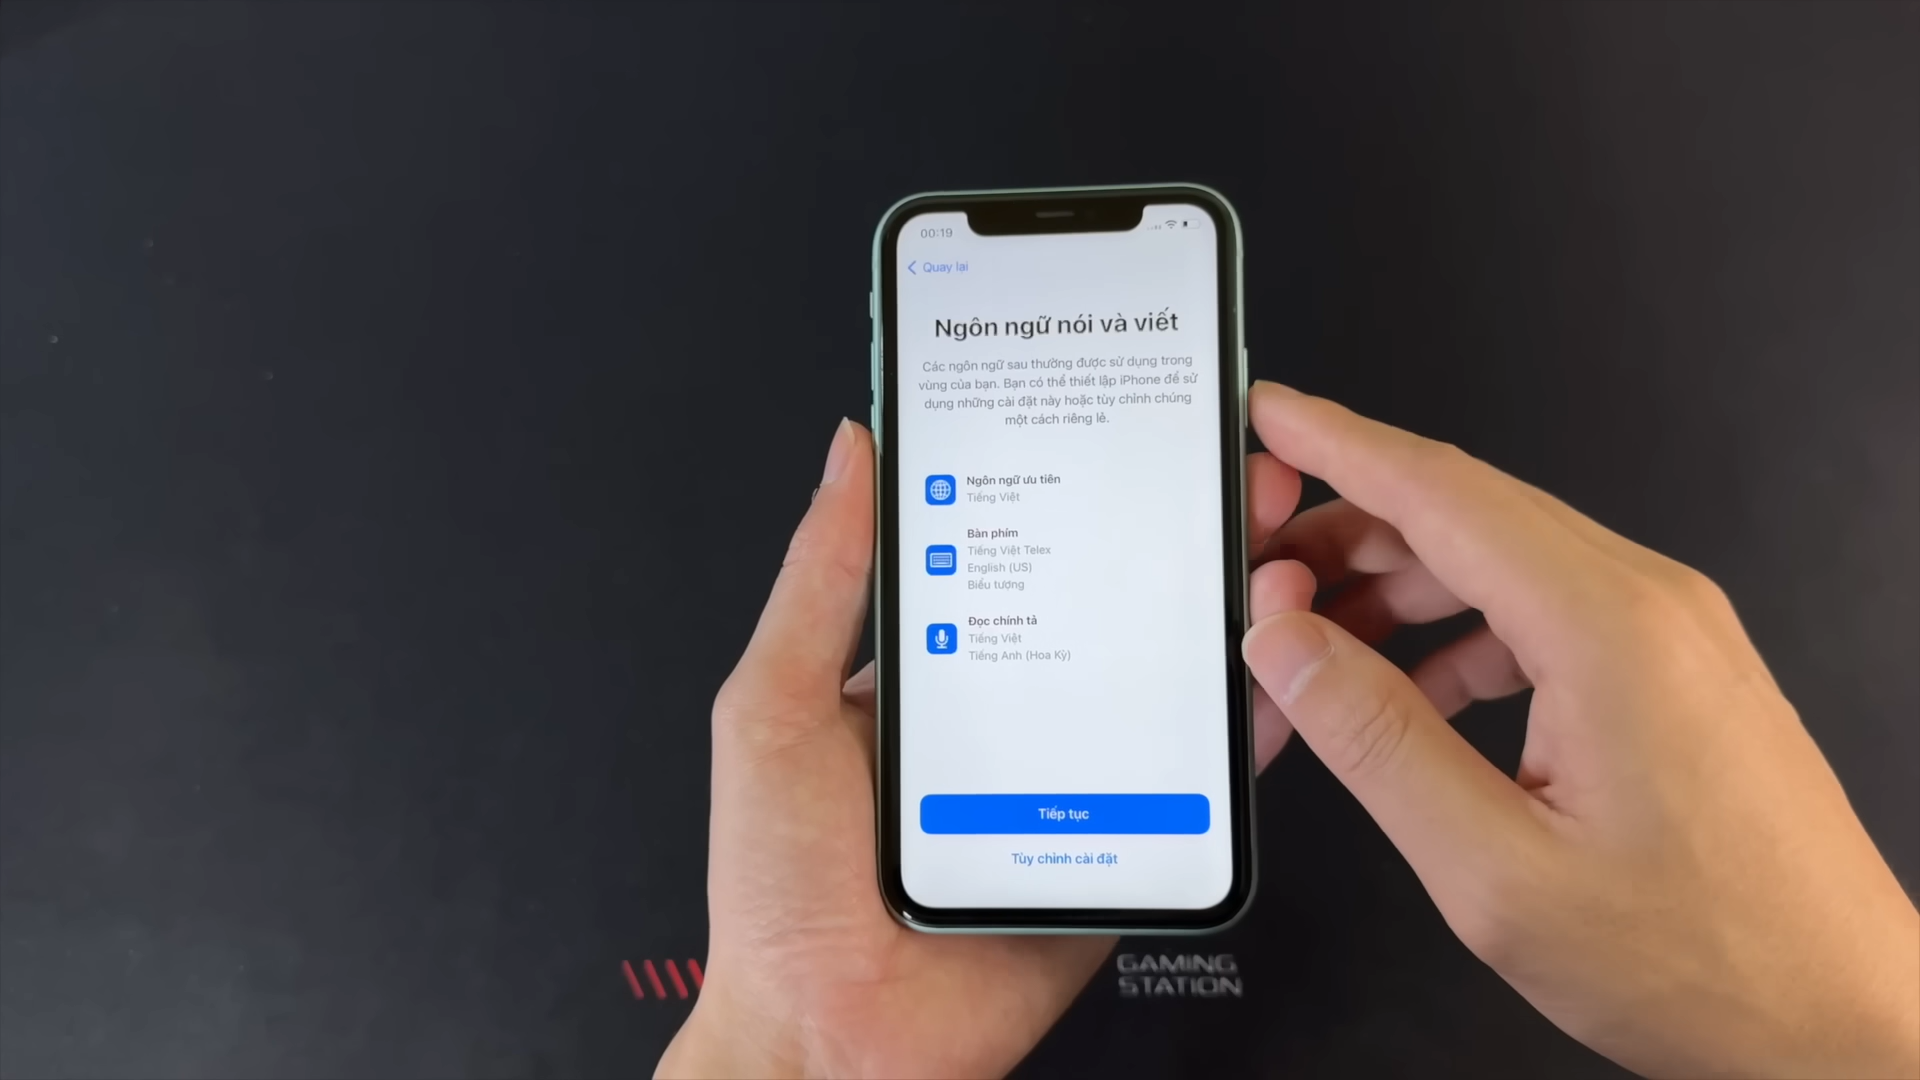 00:19
Quay lai
Ngôn ngữ nói và viết
Các ngôn ngữ sau thường được sử dụng trong
vùng của bạn. Bạn có thể thiết lập iPhone để sử
dụng những cài đặt này hoặc tùy chỉnh chúng
một cách riêng lẻ.
Ngôn ngữ ưu tiên
Tiếng Việt
Bàn phím
Tiếng Việt Telex
English (US)
Biểu tượng
Đọc chính tả
Tiếng Việt
Tiếng Anh (Hoa Kỳ)
Tiếp tục
Tùy chỉnh cài đặt
GAMING
STATION